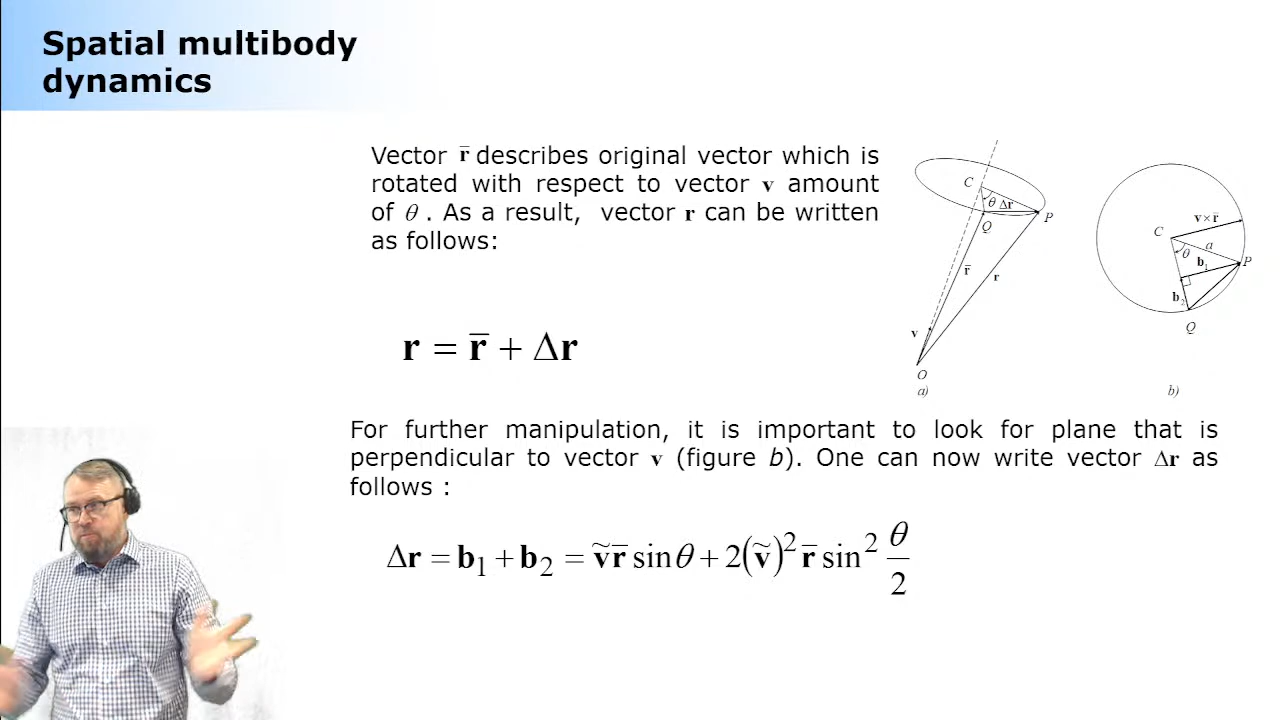 Spatial multibody
dynamics
Vector r̄ describes original vector which is
rotated with respect to vector v amount
of θ . As a result, vector r can be written
as follows:
r = r̄ + Δr
For further manipulation, it is important to look for plane that is
perpendicular to vector v (figure b). One can now write vector Δr as
follows :
Δr = b₁ + b₂ = ṽr̄ sin θ + 2(ṽ)² r̄ sin² θ/2
C
θ Δr
P
Q
r̄
r
v
O
a)
v × r̄
C
a
θ
b₁
P
b₂
Q
b)